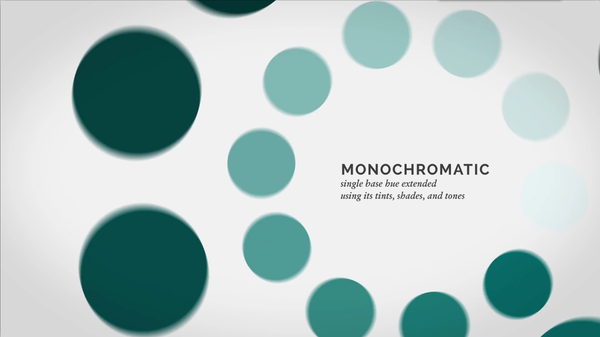 MONOCHROMATIC
single base hue extended
using its tints, shades, and tones